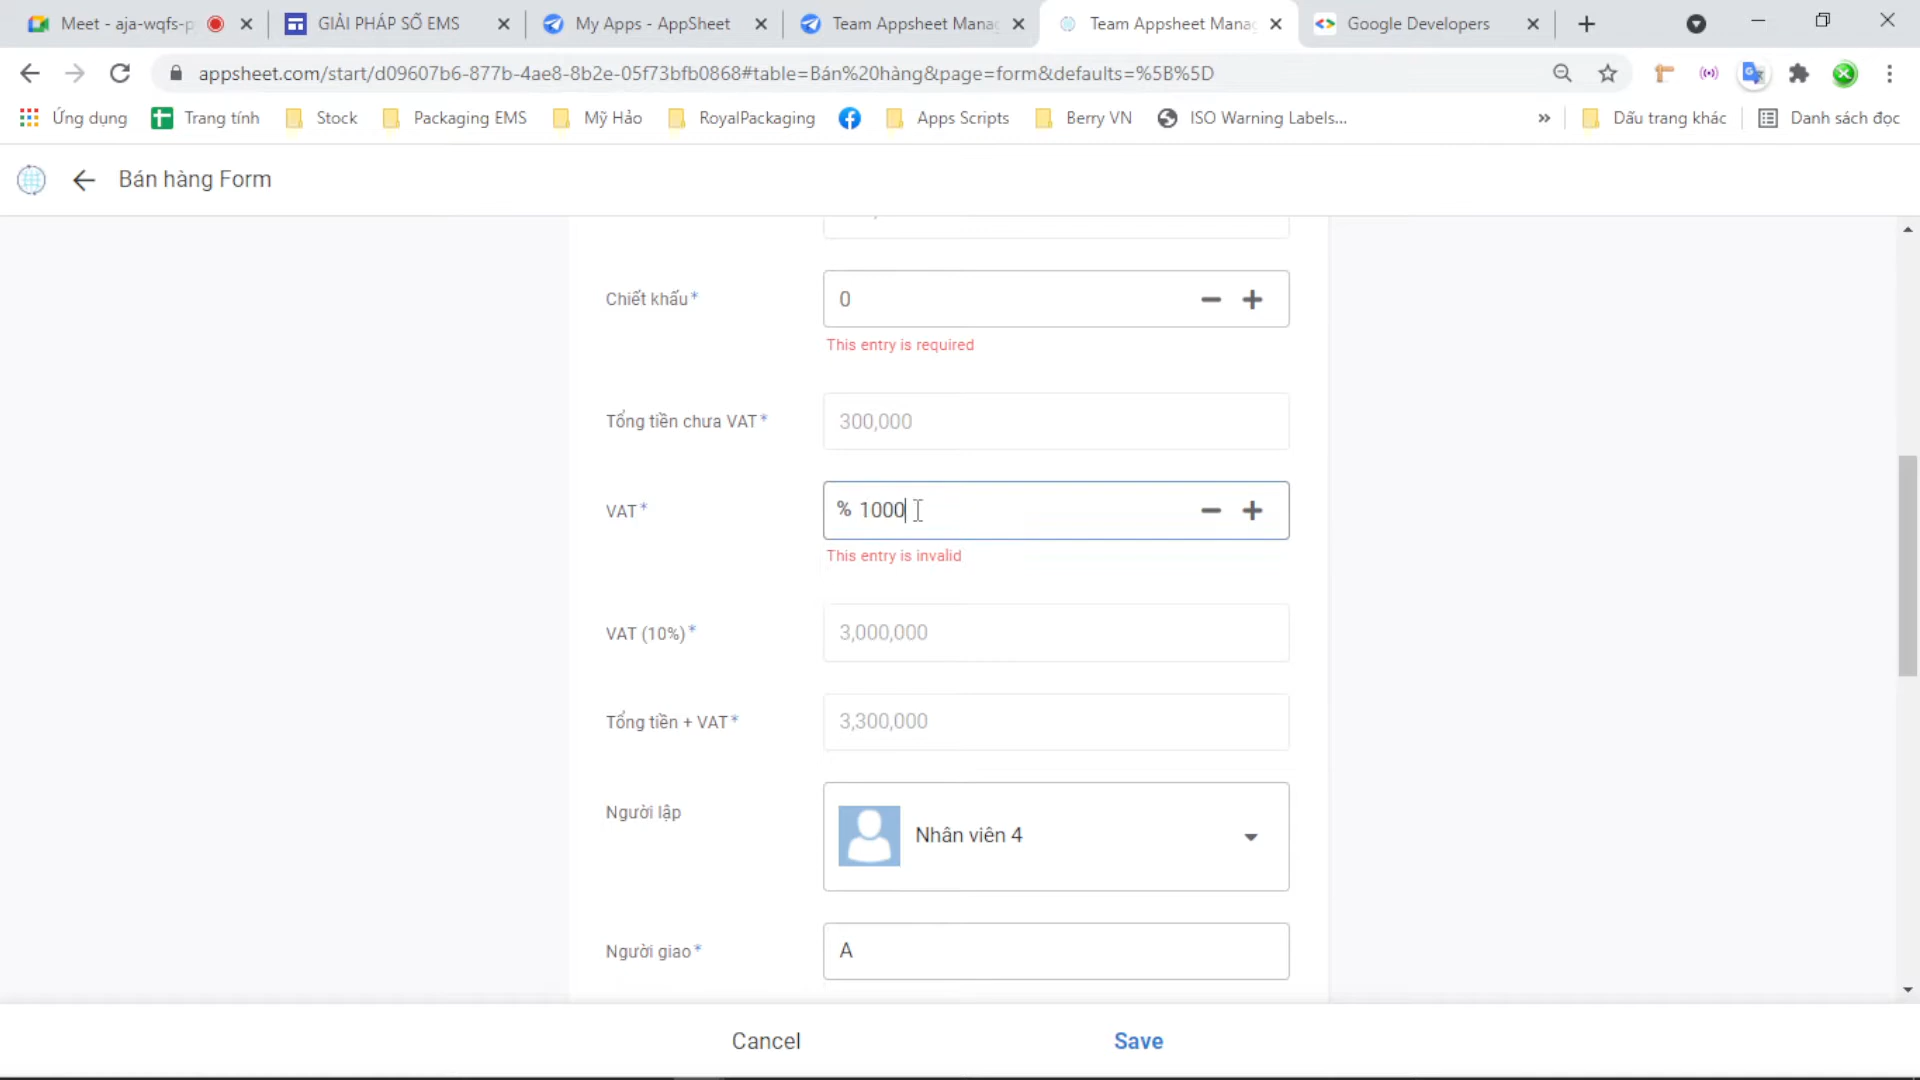 Meet - aja-wqfs-p
GIẢI PHÁP SỐ EMS
My Apps - AppSheet
Team Appsheet Manag
Team Appsheet Manag
Google Developers
appsheet.com/start/d09607b6-877b-4ae8-8b2e-05f73bfb0868#table=Bán%20hàng&page=form&defaults=%5B%5D
Ứng dụng
Trang tính
Stock
Packaging EMS
Mỹ Hảo
RoyalPackaging
Apps Scripts
Berry VN
ISO Warning Labels...
»
Dấu trang khác
Danh sách đọc
Bán hàng Form
Chiết khấu*
0
This entry is required
Tổng tiền chưa VAT*
300,000
VAT*
% 1000
This entry is invalid
VAT (10%)*
3,000,000
Tổng tiền + VAT*
3,300,000
Người lập
Nhân viên 4
Người giao*
A
Cancel
Save